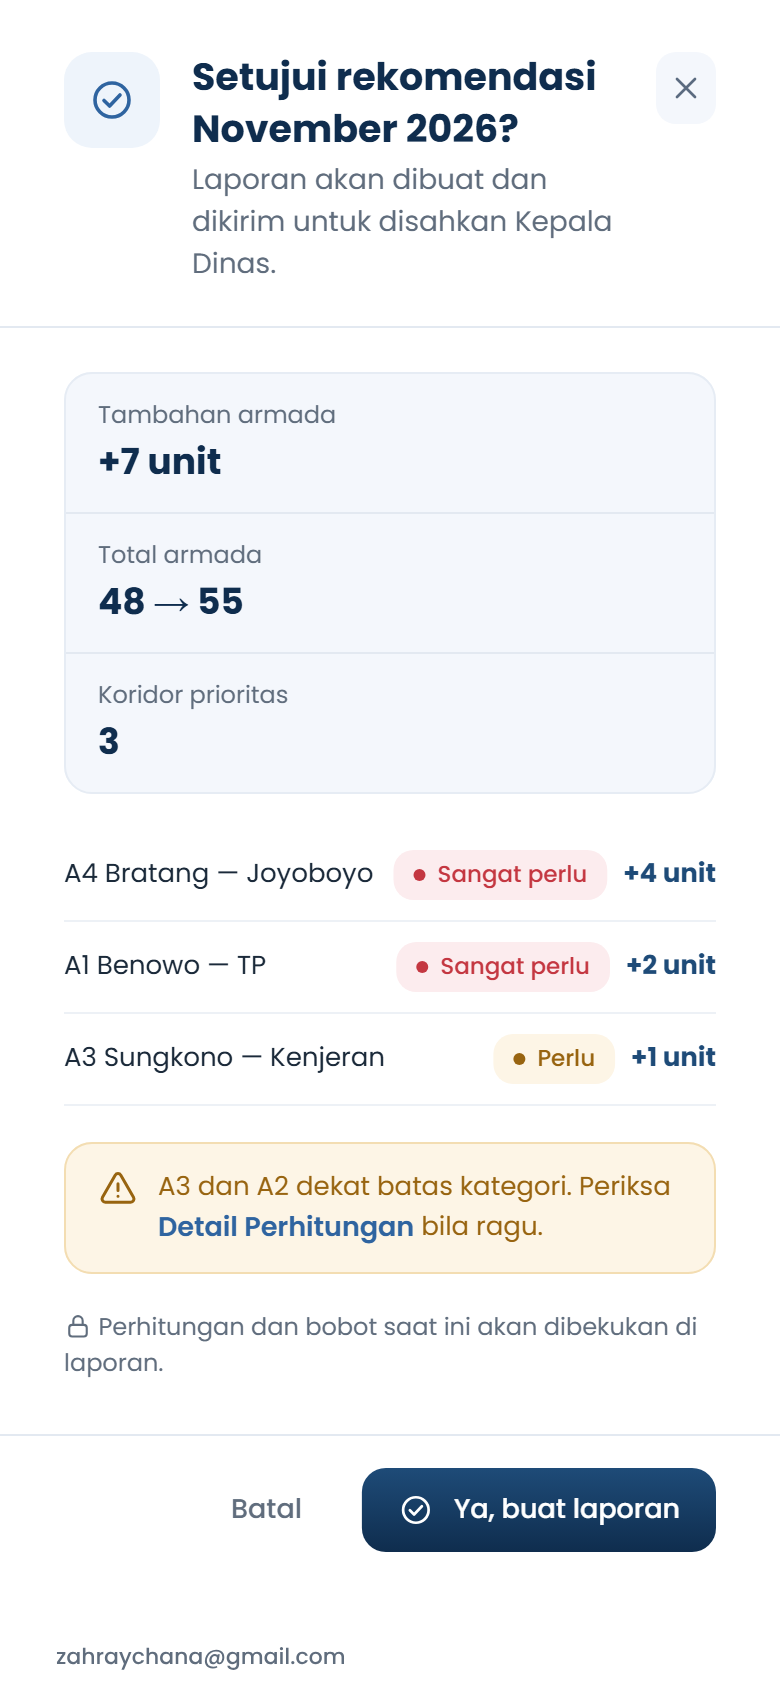 Setujui rekomendasi
November 2026?
Laporan akan dibuat dan
dikirim untuk disahkan Kepala
Dinas.
Tambahan armada
+7 unit
Total armada
48 → 55
Koridor prioritas
3
A4 Bratang — Joyoboyo Sangat perlu +4 unit
A1 Benowo — TP Sangat perlu +2 unit
A3 Sungkono — Kenjeran Perlu +1 unit
A3 dan A2 dekat batas kategori. Periksa
Detail Perhitungan bila ragu.
Perhitungan dan bobot saat ini akan dibekukan di
laporan.
Batal Ya, buat laporan
zahraychana@gmail.com